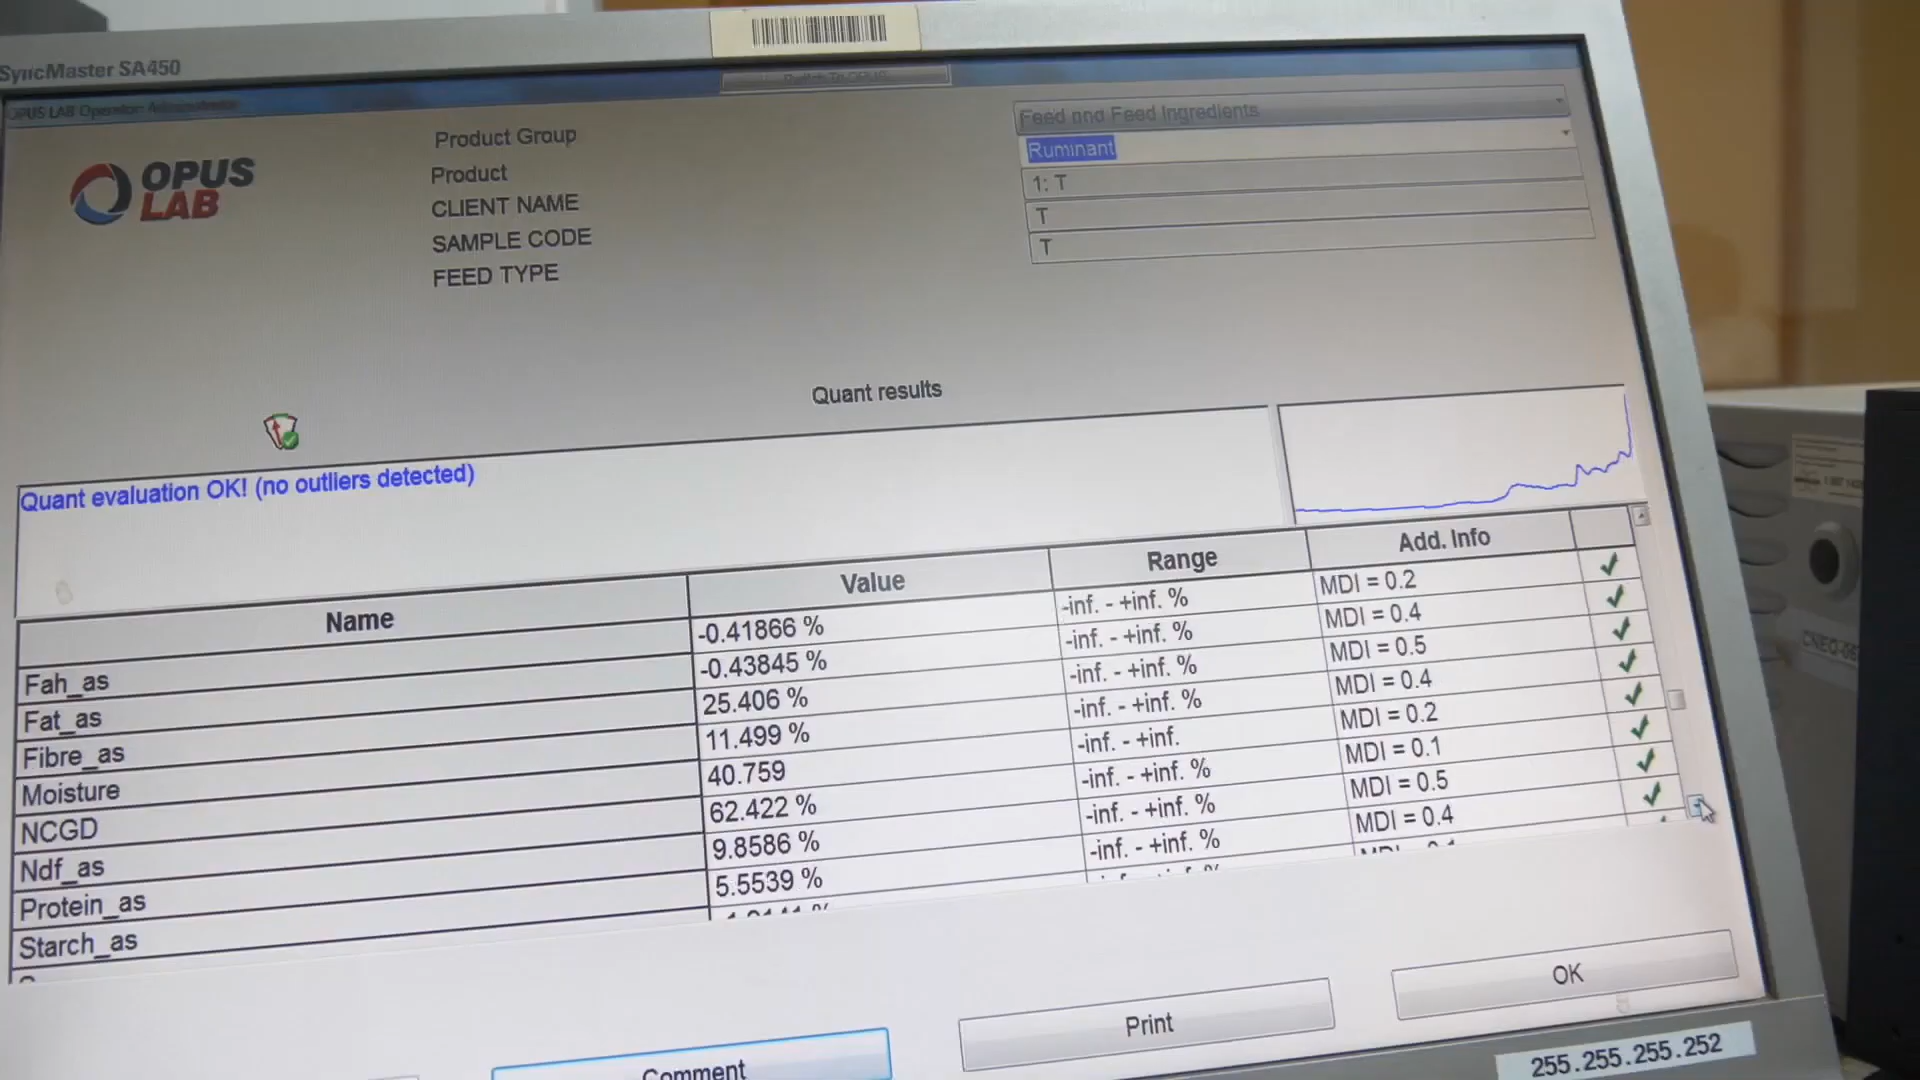 SyncMaster SA450
OPUS LAB Operator: Administrator
OPUS
LAB
Product Group
Feed and Feed Ingredients
Product
Ruminant
CLIENT NAME
1: T
SAMPLE CODE
T
FEED TYPE
T
Quant results
Quant evaluation OK! (no outliers detected)
Name Value Range Add. Info
Fah_as -0.41866 % -inf. - +inf. % MDI = 0.2
Fat_as -0.43845 % -inf. - +inf. % MDI = 0.4
Fibre_as 25.406 % -inf. - +inf. % MDI = 0.5
Moisture 11.499 % -inf. - +inf. % MDI = 0.4
NCGD 40.759 -inf. - +inf. MDI = 0.2
Ndf_as 62.422 % -inf. - +inf. % MDI = 0.1
Protein_as 9.8586 % -inf. - +inf. % MDI = 0.5
Starch_as 5.5539 % -inf. - +inf. % MDI = 0.4
Comment
Print
OK
255.255.255.252